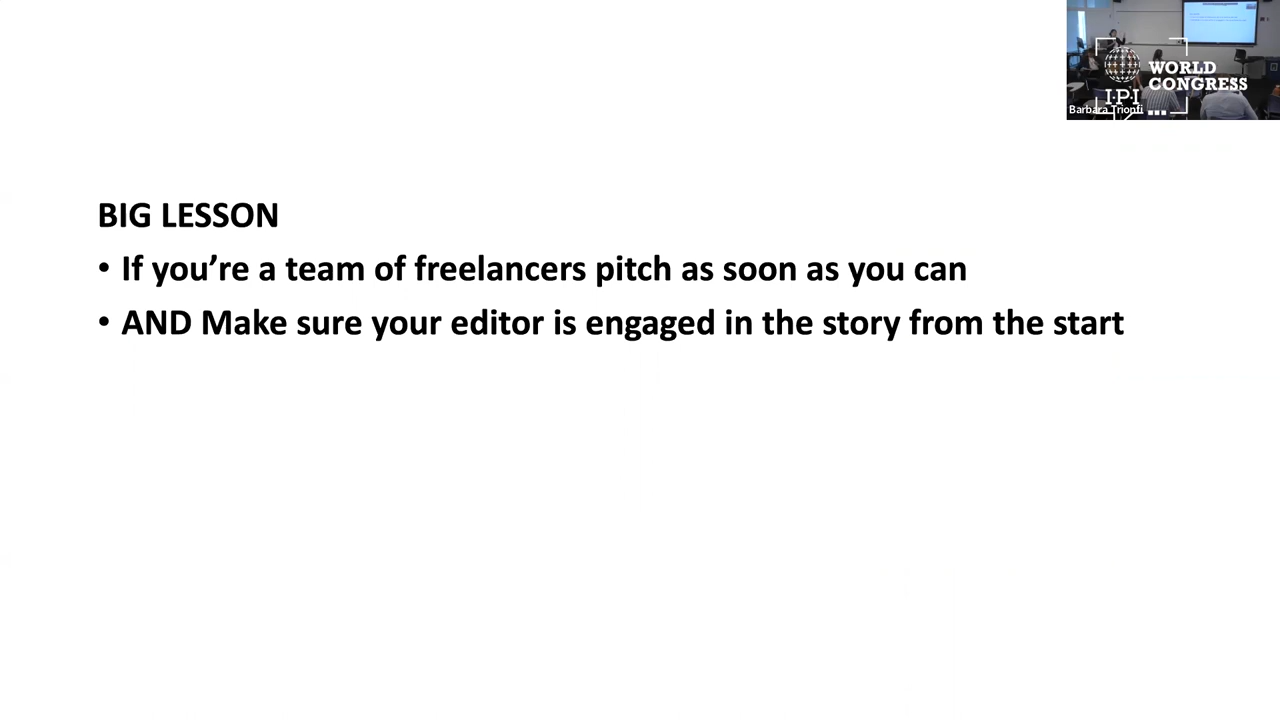 WORLD
CONGRESS
I·P·I
Barbara Trionfi
BIG LESSON
• If you’re a team of freelancers pitch as soon as you can
• AND Make sure your editor is engaged in the story from the start